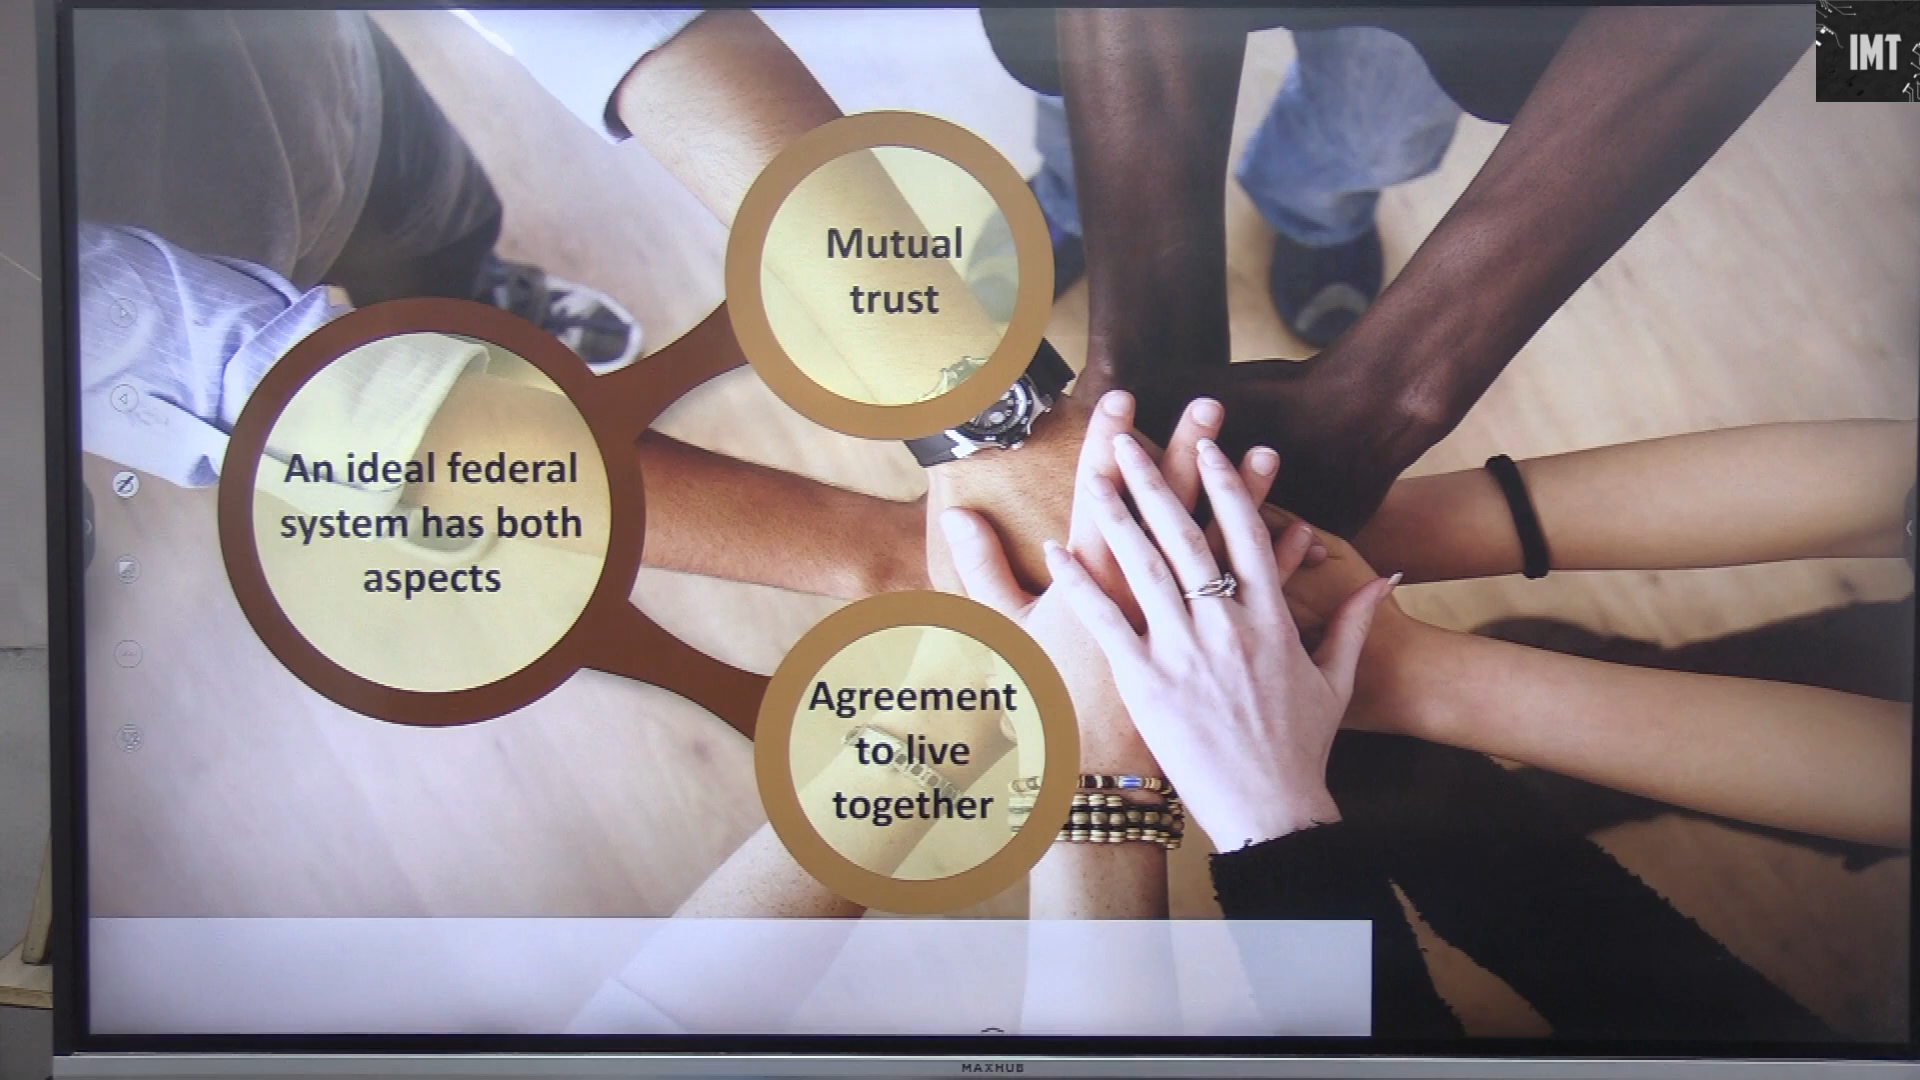 IMT
Mutual
trust
An ideal federal
system has both
aspects
Agreement
to live
together
MAXHUB